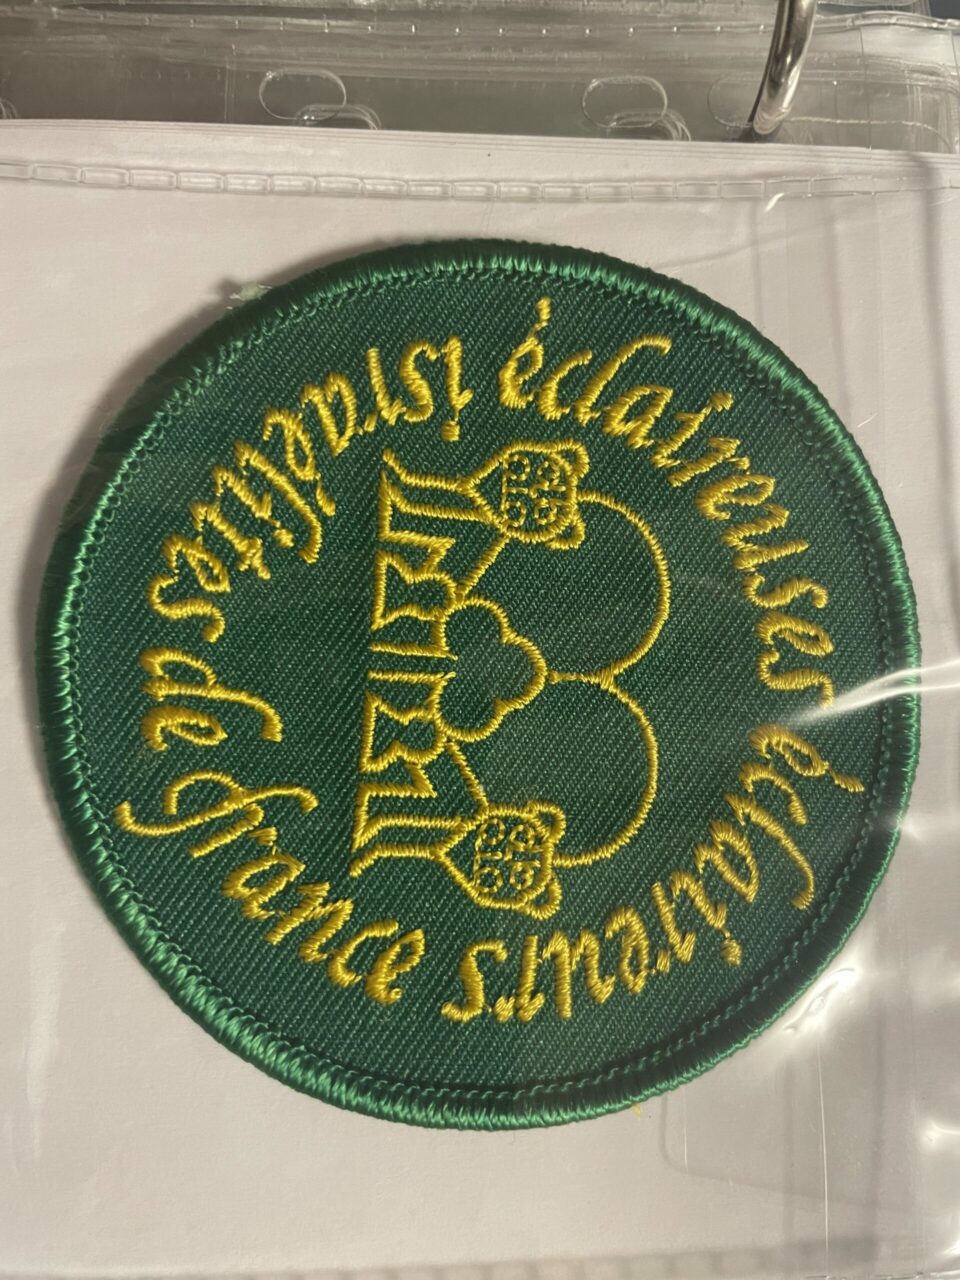 éclaireuses éclaireurs
israélites de france